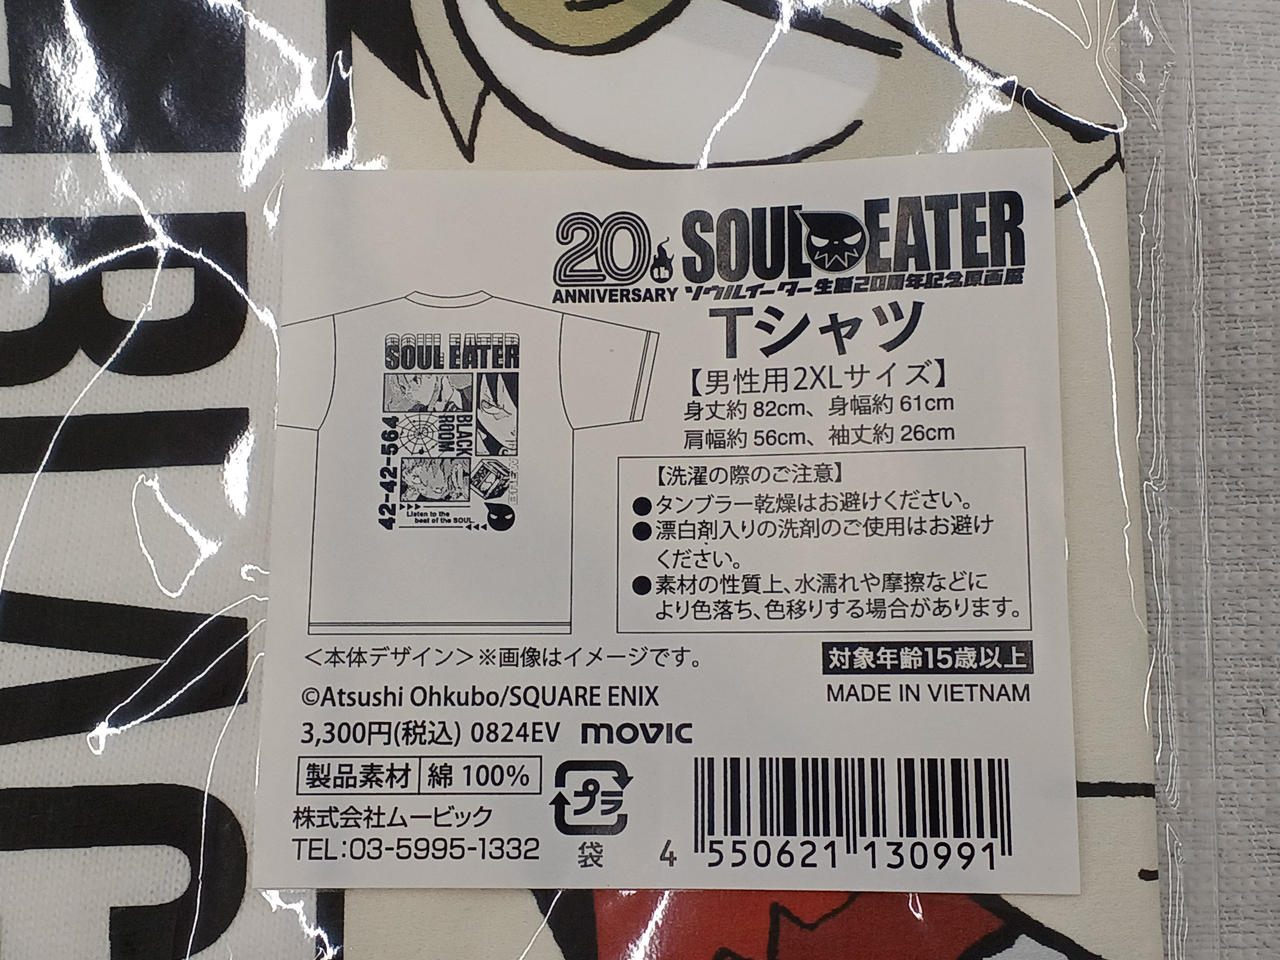 20
ANNIVERSARY
SOUL EATER
ソウルイーター生誕20周年記念原画展
Tシャツ
【男性用2XLサイズ】
身丈約82cm、身幅約61cm
肩幅約56cm、袖丈約26cm
【洗濯の際のご注意】
●タンブラー乾燥はお避けください。
●漂白剤入りの洗剤のご使用はお避け
ください。
●素材の性質上、水濡れや摩擦などに
より色落ち、色移りする場合があります。
SOUL EATER
BLACK
ROOM
42-42-564
Listen to the
beat of the SOUL.
＜本体デザイン＞※画像はイメージです。
対象年齢15歳以上
©Atsushi Ohkubo/SQUARE ENIX
MADE IN VIETNAM
3,300円(税込) 0824EV movic
製品素材 綿 100%
株式会社ムービック
TEL:03-5995-1332
プラ
袋
4 550621 130991